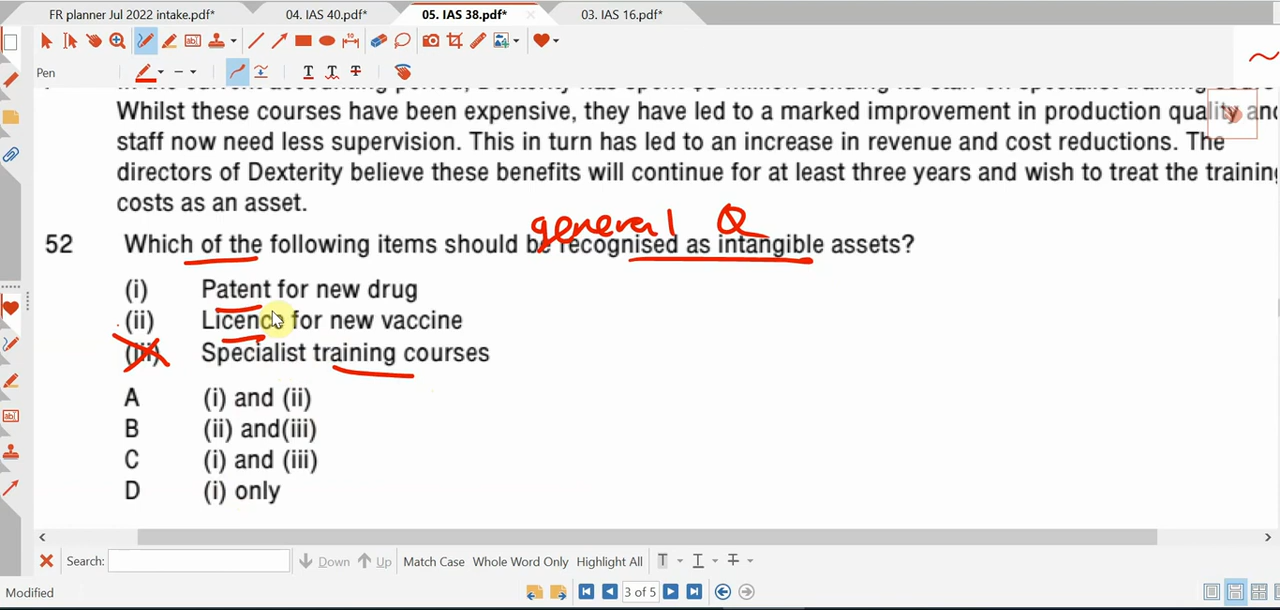 FR planner Jul 2022 intake.pdf*
04. IAS 40.pdf*
05. IAS 38.pdf*
03. IAS 16.pdf*
Pen
Whilst these courses have been expensive, they have led to a marked improvement in production quality and
staff now need less supervision. This in turn has led to an increase in revenue and cost reductions. The
directors of Dexterity believe these benefits will continue for at least three years and wish to treat the training
costs as an asset.
general Q
52 Which of the following items should be recognised as intangible assets?
(i) Patent for new drug
(ii) Licence for new vaccine
(iii) Specialist training courses
A (i) and (ii)
B (ii) and(iii)
C (i) and (iii)
D (i) only
Search: Down Up Match Case Whole Word Only Highlight All T T T
Modified 3 of 5